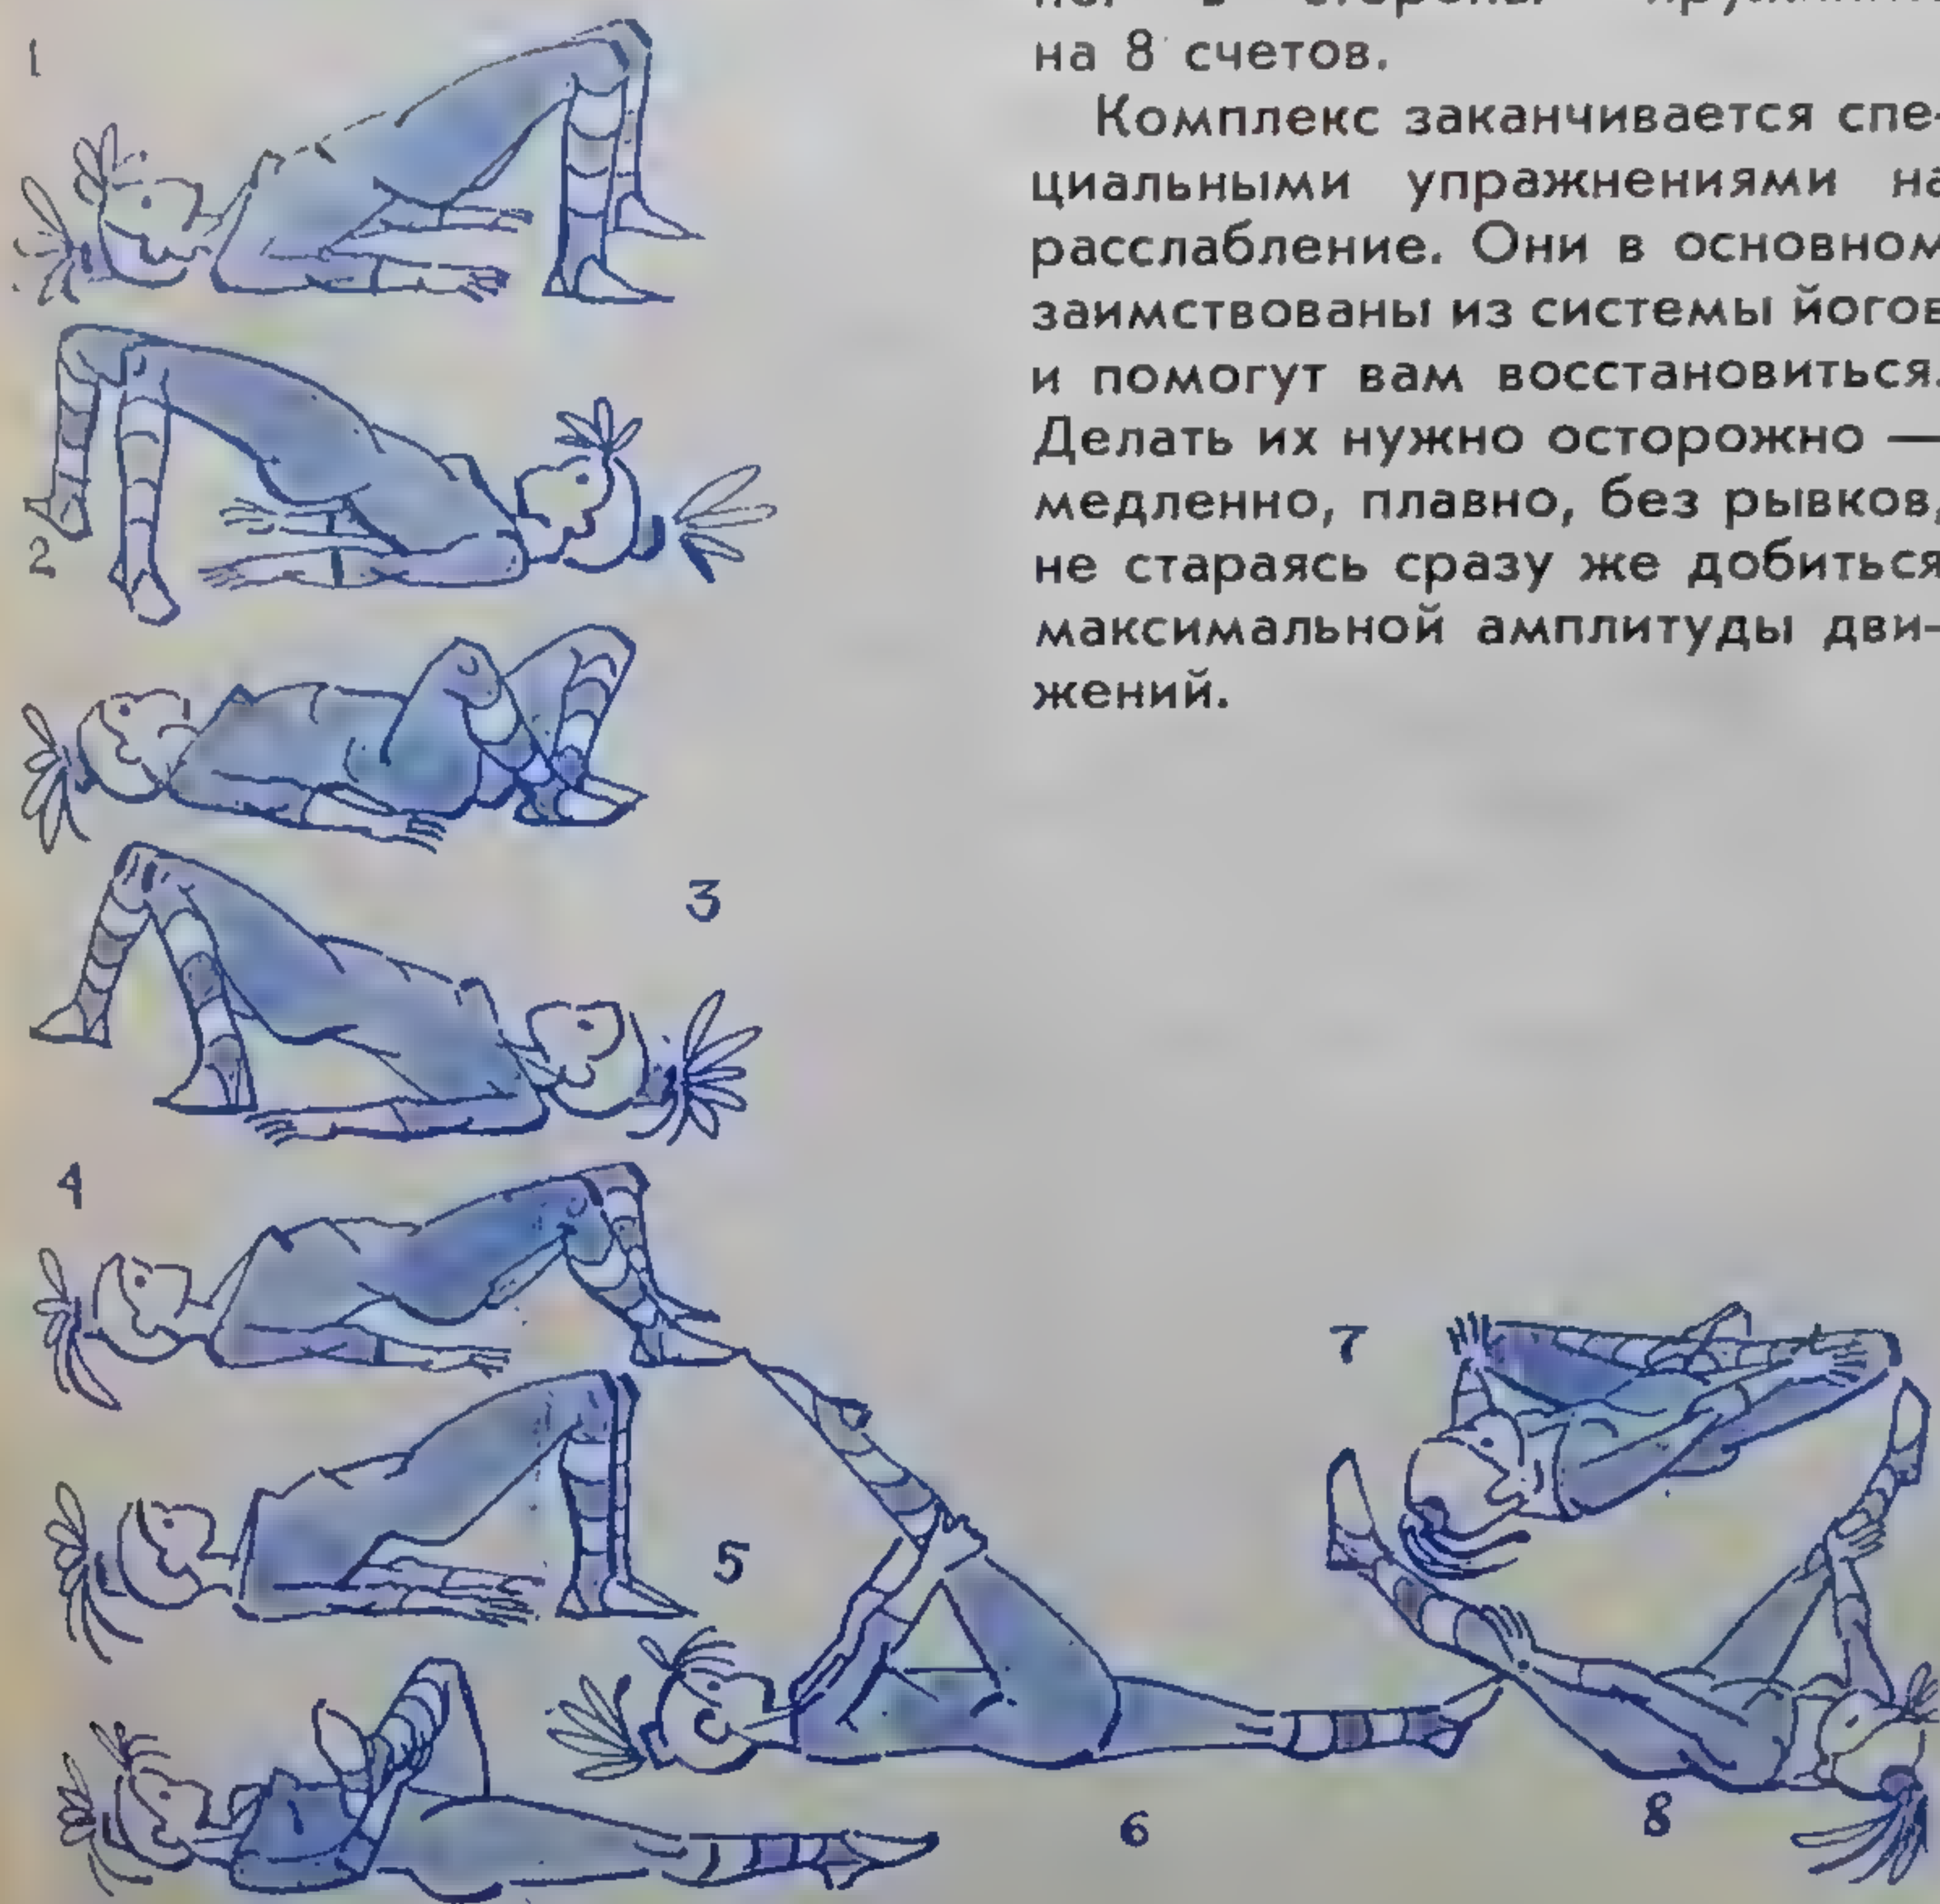 на 8 счетов.
Комплекс заканчивается спе-
циальными упражнениями на
расслабление. Они в основном
заимствованы из системы йогов
и помогут вам восстановиться.
Делать их нужно осторожно —
медленно, плавно, без рывков,
не стараясь сразу же добиться
максимальной амплитуды дви-
жений.
1
2
3
4
5
6
7
8